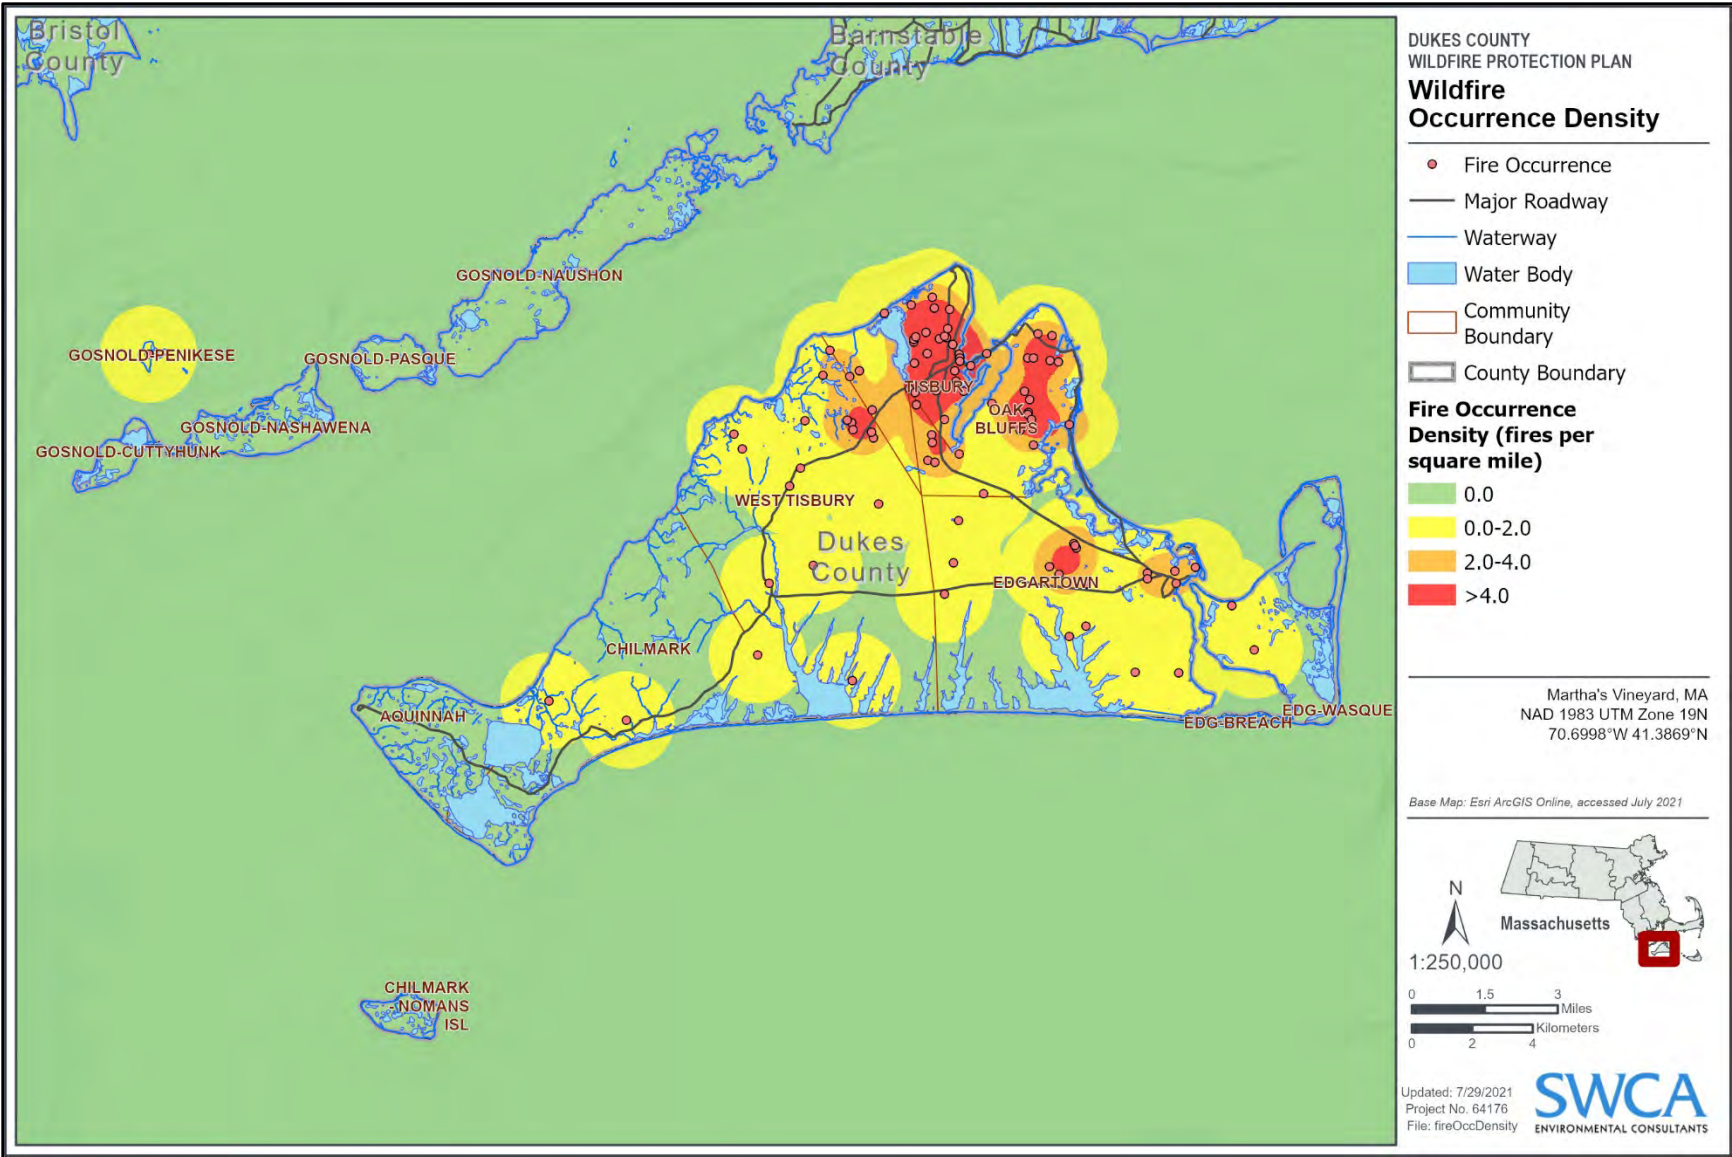 Bristol
County
Barnstable
County
GOSNOLD-NAUSHON
GOSNOLD-PENIKESE
GOSNOLD-PASQUE
GOSNOLD-NASHAWENA
GOSNOLD-CUTTYHUNK
TISBURY
OAK
BLUFFS
WEST TISBURY
Dukes
County
EDGARTOWN
CHILMARK
AQUINNAH
EDG-WASQUE
EDG-BREACH
CHILMARK
- NOMANS
ISL
DUKES COUNTY
WILDFIRE PROTECTION PLAN
Wildfire
Occurrence Density
Fire Occurrence
Major Roadway
Waterway
Water Body
Community
Boundary
County Boundary
Fire Occurrence
Density (fires per
square mile)
0.0
0.0-2.0
2.0-4.0
>4.0
Martha's Vineyard, MA
NAD 1983 UTM Zone 19N
70.6998°W 41.3869°N
Base Map: Esri ArcGIS Online, accessed July 2021
N
Massachusetts
1:250,000
0 1.5 3
Miles
Kilometers
0 2 4
Updated: 7/29/2021
Project No. 64176
File: fireOccDensity
SWCA
ENVIRONMENTAL CONSULTANTS